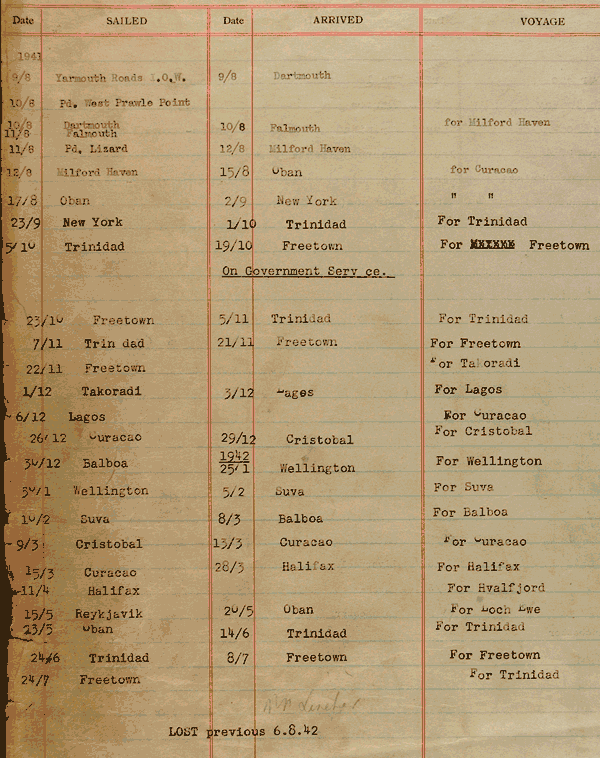 Date SAILED Date ARRIVED VOYAGE
1941
9/8 Yarmouth Roads I.O.W. 9/8 Dartmouth
10/8 Pd. West Prawle Point
10/8 Dartmouth 10/8 Falmouth for Milford Haven
11/8 Falmouth
11/8 Pd. Lizard 12/8 Milford Haven
12/8 Milford Haven 15/8 Oban for Curacao
17/8 Oban 2/9 New York " "
23/9 New York 1/10 Trinidad For Trinidad
5/10 Trinidad 19/10 Freetown For Freetown
On Government Serv ce.
23/10 Freetown 5/11 Trinidad For Trinidad
7/11 Trin dad 21/11 Freetown For Freetown
22/11 Freetown For Takoradi
1/12 Takoradi 3/12 Lages For Lagos
6/12 Lagos For Curacao
26/12 Curacao 29/12 Cristobal For Cristobal
1942
30/12 Balboa 25/1 Wellington For Wellington
30/1 Wellington 5/2 Suva For Suva
10/2 Suva 8/3 Balboa For Balboa
9/3 Cristobal 13/3 Curacao For Curacao
15/3 Curacao 28/3 Halifax For Halifax
11/4 Halifax For Hvalfjord
15/5 Reykjavik 20/5 Oban For Loch Ewe
23/5 Oban 14/6 Trinidad For Trinidad
24/6 Trinidad 8/7 Freetown For Freetown
24/7 Freetown For Trinidad
LOST previous 6.8.42